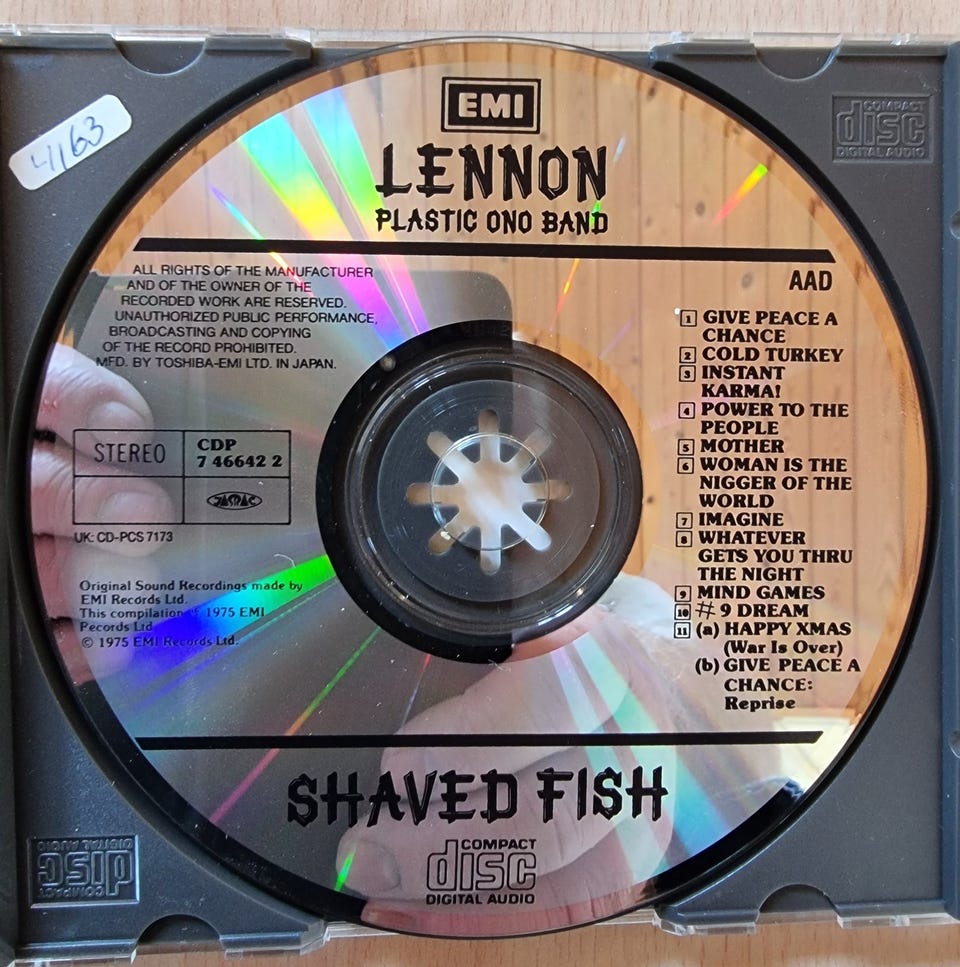 4163
EMI
LENNON
PLASTIC ONO BAND
COMPACT
disc
DIGITAL AUDIO
AAD
ALL RIGHTS OF THE MANUFACTURER
AND OF THE OWNER OF THE
RECORDED WORK ARE RESERVED.
UNAUTHORIZED PUBLIC PERFORMANCE,
BROADCASTING AND COPYING
OF THE RECORD PROHIBITED.
MFD. BY TOSHIBA-EMI LTD. IN JAPAN.
STEREO
CDP
7 46642 2
JASRAC
UK: CD-PCS 7173
Original Sound Recordings made by
EMI Records Ltd.
This compilation 1975 EMI
Records Ltd
© 1975 EMI Records Ltd.
1 GIVE PEACE A
CHANCE
2 COLD TURKEY
3 INSTANT
KARMA!
4 POWER TO THE
PEOPLE
5 MOTHER
6 WOMAN IS THE
NIGGER OF THE
WORLD
7 IMAGINE
8 WHATEVER
GETS YOU THRU
THE NIGHT
9 MIND GAMES
10 # 9 DREAM
11 (a) HAPPY XMAS
(War Is Over)
(b) GIVE PEACE A
CHANCE:
Reprise
SHAVED FISH
COMPACT
disc
DIGITAL AUDIO
COMPACT
disc
DIGITAL AUDIO